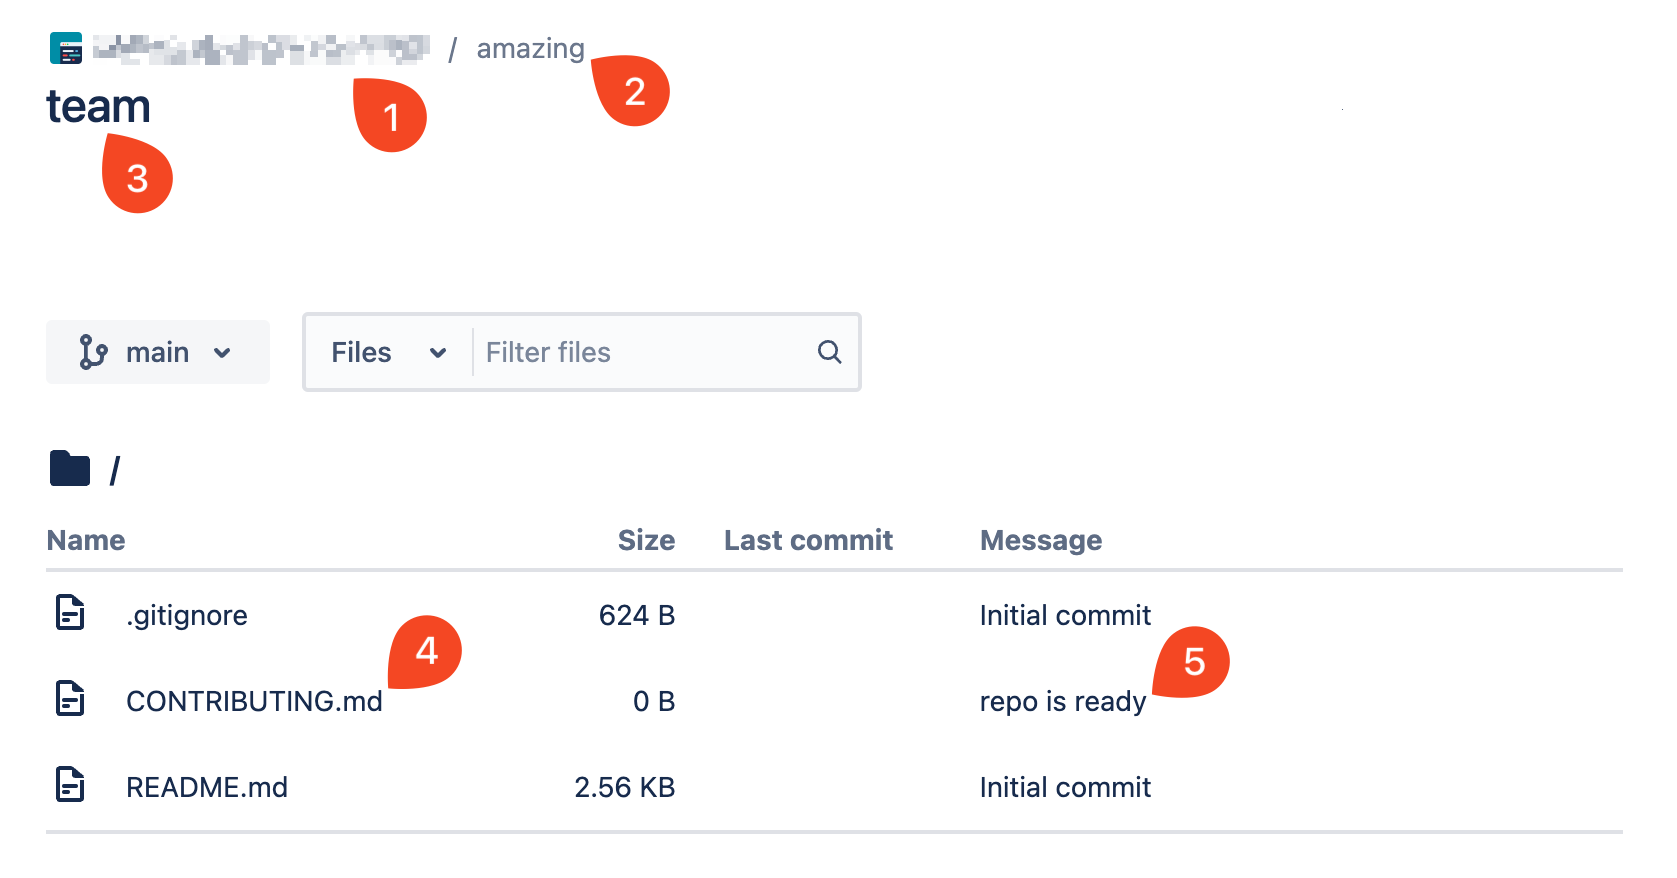 / amazing
2
team
1
3
main
Files
Filter files
/
Name Size Last commit Message
.gitignore 624 B Initial commit
4
5
CONTRIBUTING.md 0 B repo is ready
README.md 2.56 KB Initial commit